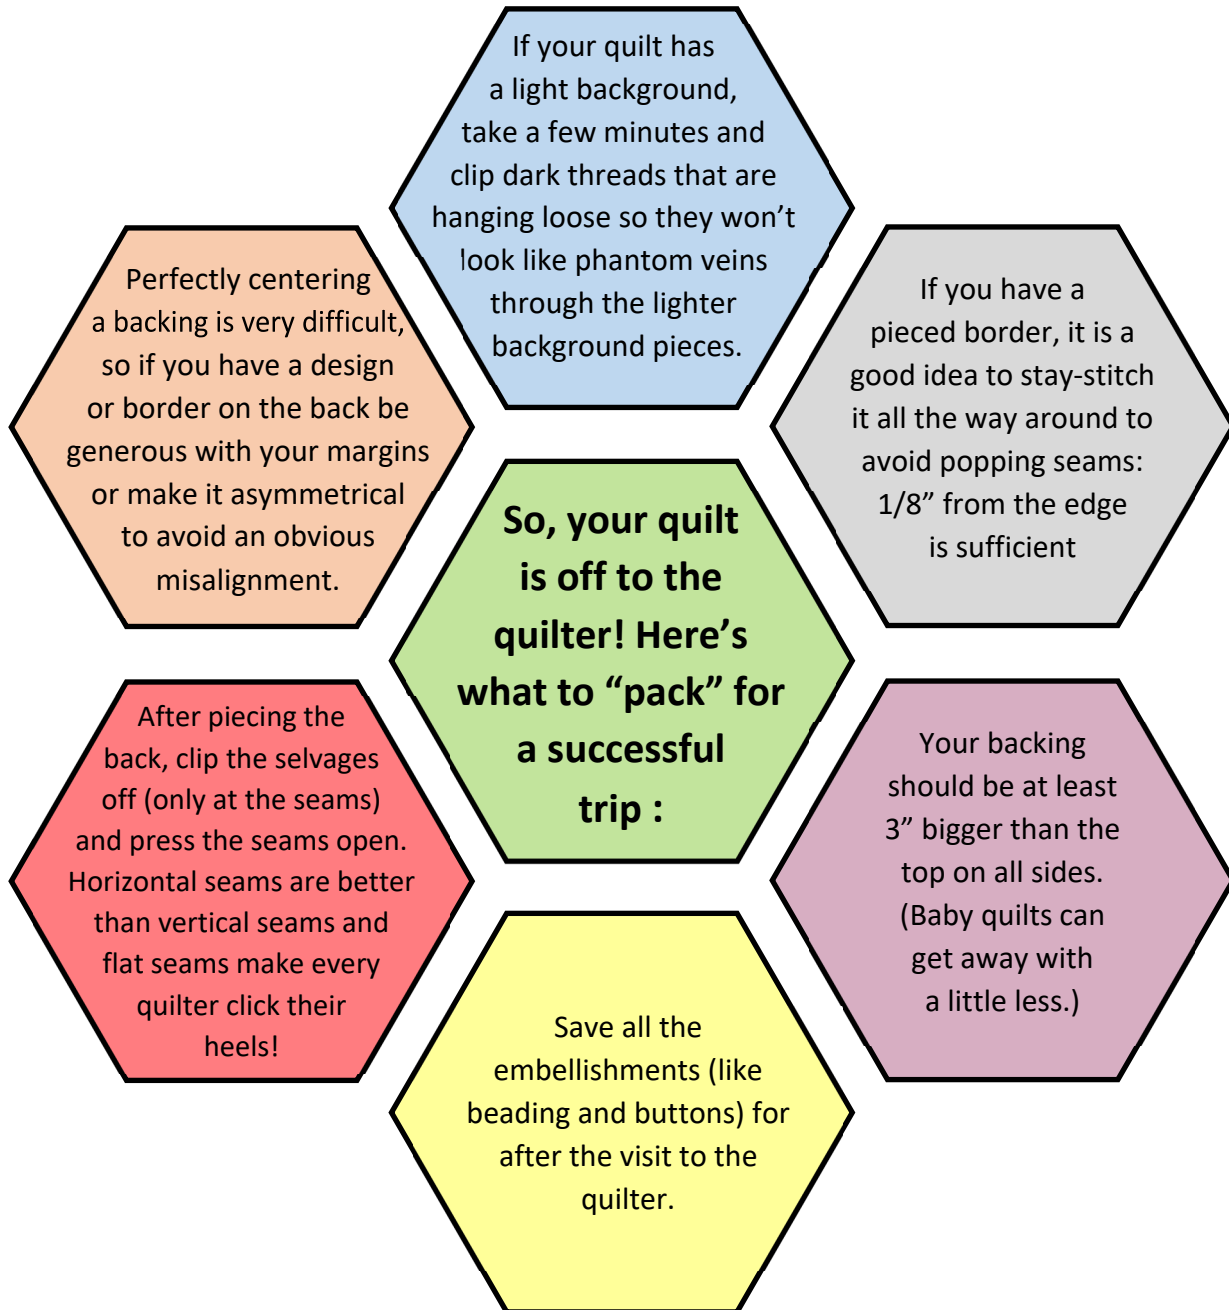 If your quilt has
a light background,
take a few minutes and
clip dark threads that are
hanging loose so they won’t
look like phantom veins
through the lighter
background pieces.
Perfectly centering
a backing is very difficult,
so if you have a design
or border on the back be
generous with your margins
or make it asymmetrical
to avoid an obvious
misalignment.
If you have a
pieced border, it is a
good idea to stay-stitch
it all the way around to
avoid popping seams:
1/8” from the edge
is sufficient
So, your quilt
is off to the
quilter! Here’s
what to “pack” for
a successful
trip :
After piecing the
back, clip the selvages
off (only at the seams)
and press the seams open.
Horizontal seams are better
than vertical seams and
flat seams make every
quilter click their
heels!
Your backing
should be at least
3” bigger than the
top on all sides.
(Baby quilts can
get away with
a little less.)
Save all the
embellishments (like
beading and buttons) for
after the visit to the
quilter.